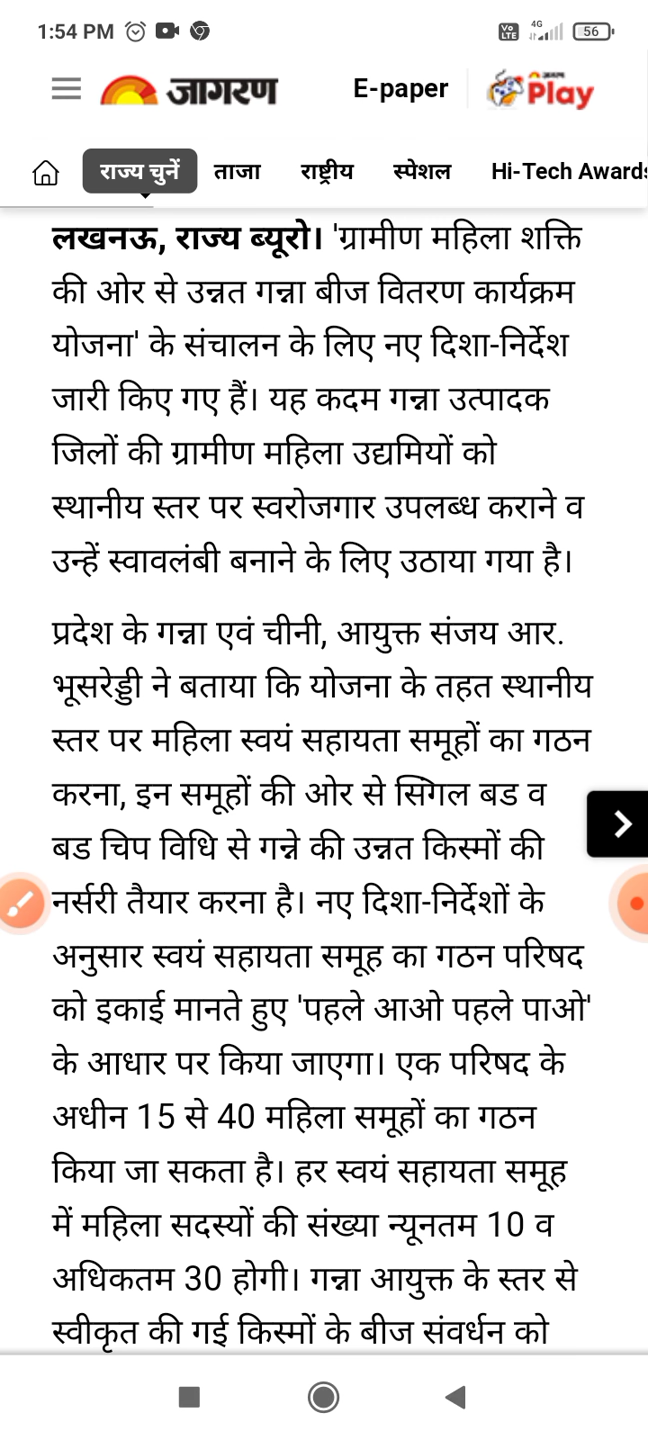 1:54 PM Vo LTE 4G 56
जागरण E-paper Play
राज्य चुनें ताजा राष्ट्रीय स्पेशल Hi-Tech Awards
लखनऊ, राज्य ब्यूरो। 'ग्रामीण महिला शक्ति
की ओर से उन्नत गन्ना बीज वितरण कार्यक्रम
योजना' के संचालन के लिए नए दिशा-निर्देश
जारी किए गए हैं। यह कदम गन्ना उत्पादक
जिलों की ग्रामीण महिला उद्यमियों को
स्थानीय स्तर पर स्वरोजगार उपलब्ध कराने व
उन्हें स्वावलंबी बनाने के लिए उठाया गया है।
प्रदेश के गन्ना एवं चीनी, आयुक्त संजय आर.
भूसरेड्डी ने बताया कि योजना के तहत स्थानीय
स्तर पर महिला स्वयं सहायता समूहों का गठन
करना, इन समूहों की ओर से सिंगल बड व
बड चिप विधि से गन्ने की उन्नत किस्मों की
नर्सरी तैयार करना है। नए दिशा-निर्देशों के
अनुसार स्वयं सहायता समूह का गठन परिषद
को इकाई मानते हुए 'पहले आओ पहले पाओ'
के आधार पर किया जाएगा। एक परिषद के
अधीन 15 से 40 महिला समूहों का गठन
किया जा सकता है। हर स्वयं सहायता समूह
में महिला सदस्यों की संख्या न्यूनतम 10 व
अधिकतम 30 होगी। गन्ना आयुक्त के स्तर से
स्वीकृत की गई किस्मों के बीज संवर्धन को